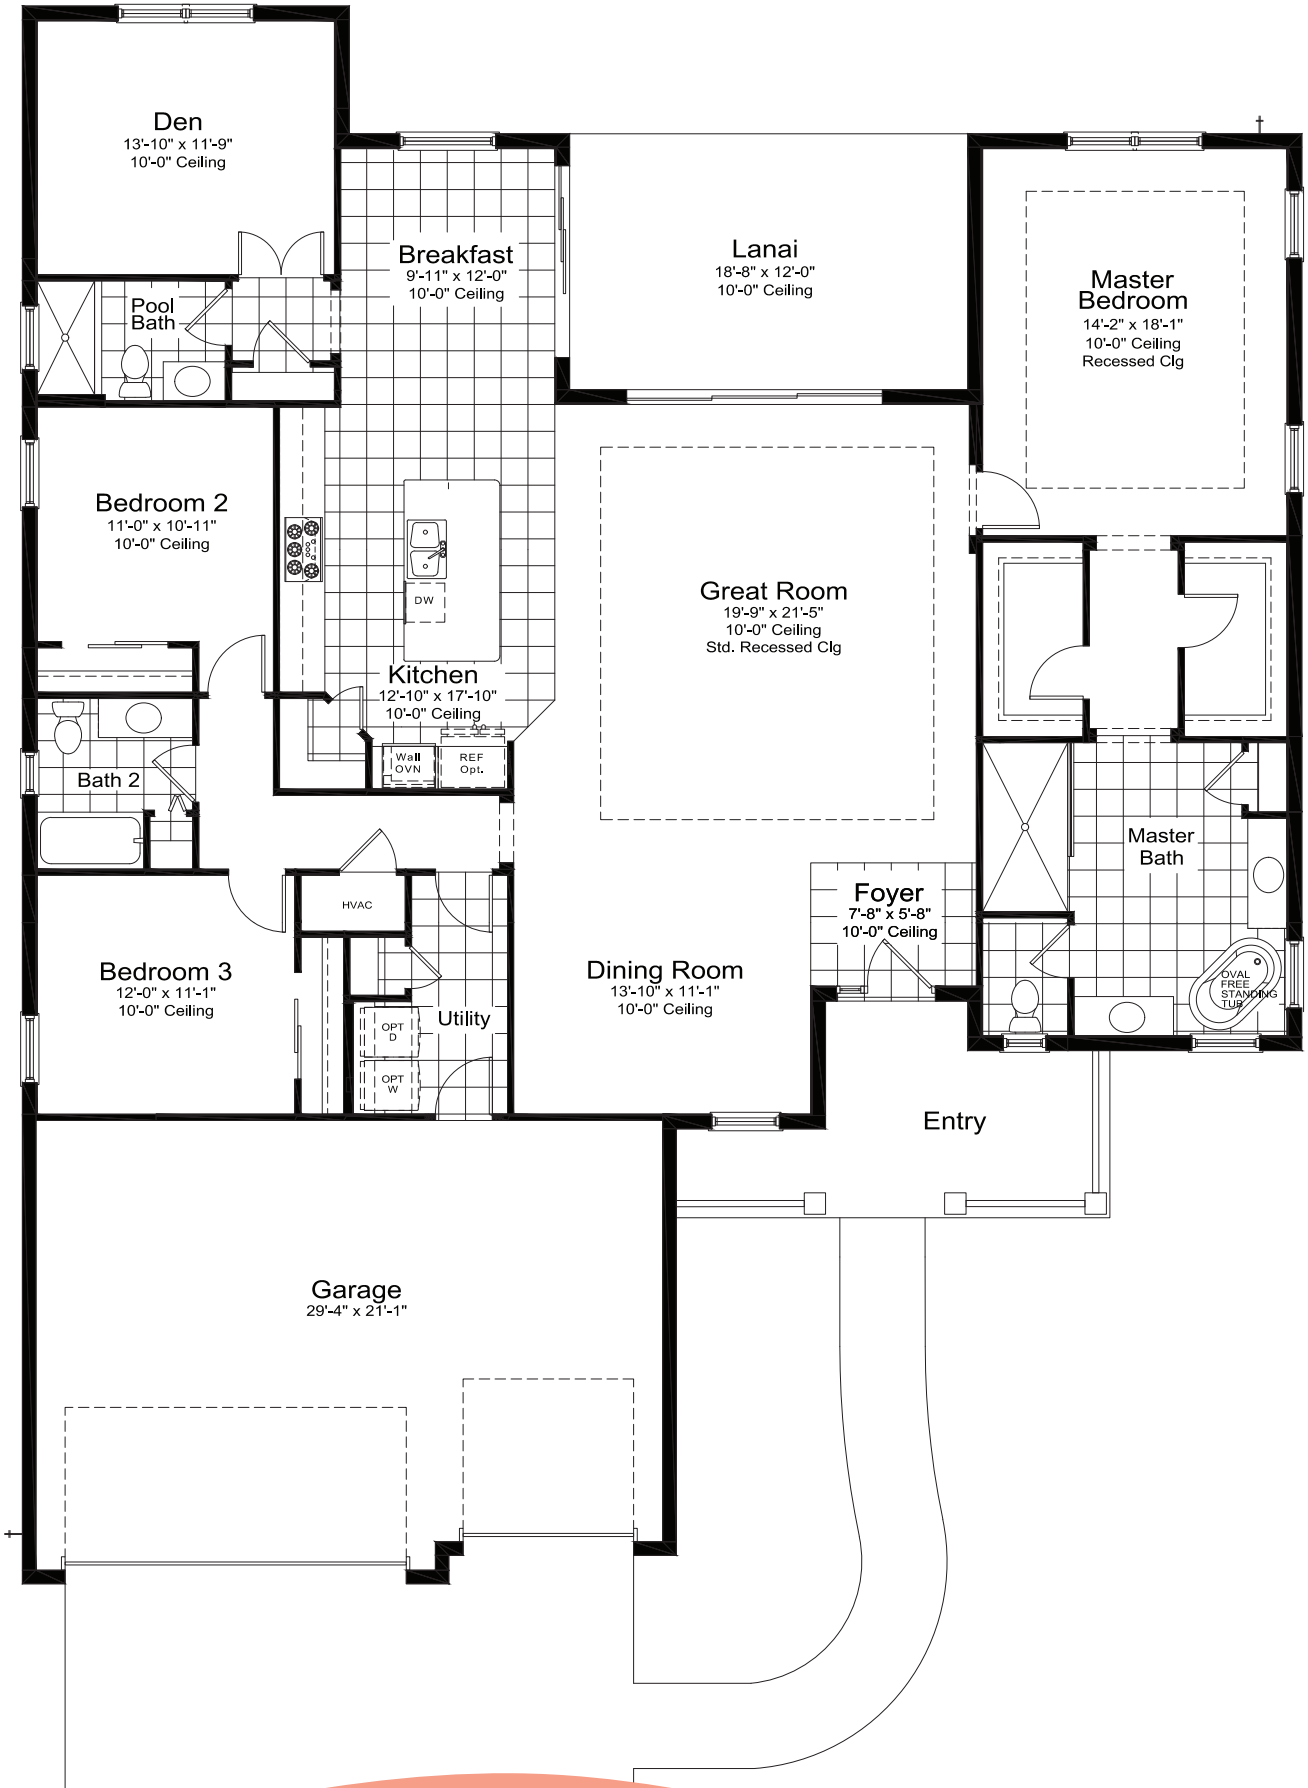 Den
13'-10" x 11'-9"
10'-0" Ceiling
Breakfast
9'-11" x 12'-0"
10'-0" Ceiling
Lanai
18'-8" x 12'-0"
10'-0" Ceiling
Master
Bedroom
14'-2" x 18'-1"
10'-0" Ceiling
Recessed Clg
Pool
Bath
Bedroom 2
11'-0" x 10'-11"
10'-0" Ceiling
DW
Great Room
19'-9" x 21'-5"
10'-0" Ceiling
Std. Recessed Clg
Kitchen
12'-10" x 17'-10"
10'-0" Ceiling
Wall
OVN
REF
Opt.
Bath 2
Master
Bath
HVAC
Foyer
7'-8" x 5'-8"
10'-0" Ceiling
Bedroom 3
12'-0" x 11'-1"
10'-0" Ceiling
Dining Room
13'-10" x 11'-1"
10'-0" Ceiling
OVAL
FREE
STANDING
TUB
Utility
OPT
D
OPT
W
Entry
Garage
29'-4" x 21'-1"